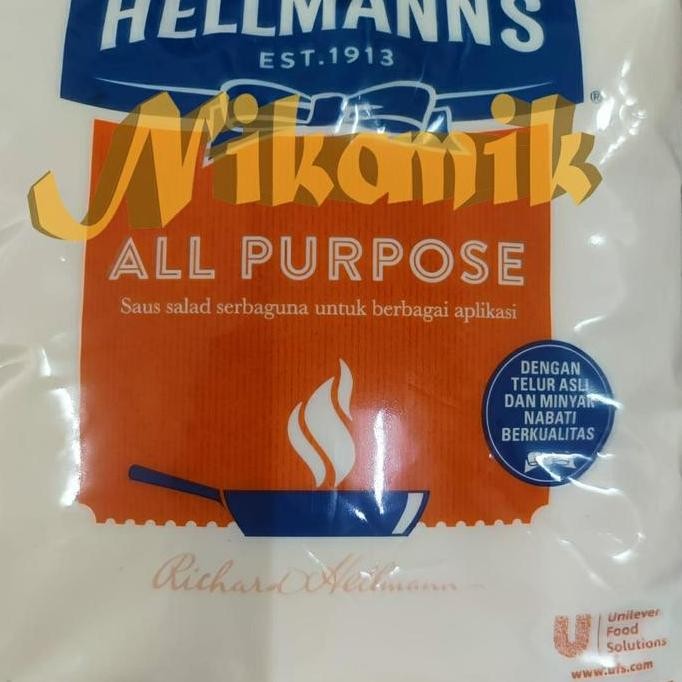 HELLMANN'S
EST.1913
®
Nikanik
ALL PURPOSE
Saus salad serbaguna untuk berbagai aplikasi
DENGAN
TELUR ASLI
DAN MINYAK
NABATI
BERKUALITAS
Richard Hellmann
Unilever
Food
Solutions
www.ufs.com